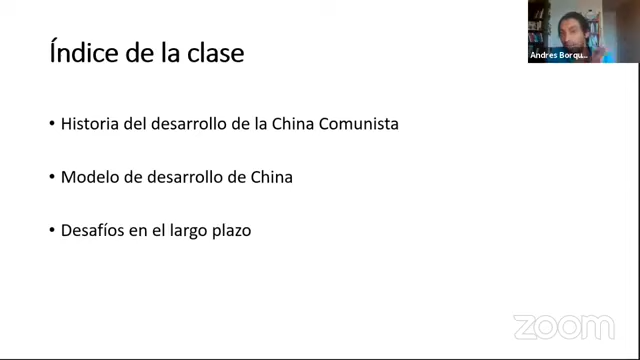 Índice de la clase
Andres Borqu...
• Historia del desarrollo de la China Comunista
• Modelo de desarrollo de China
• Desafíos en el largo plazo
zoom